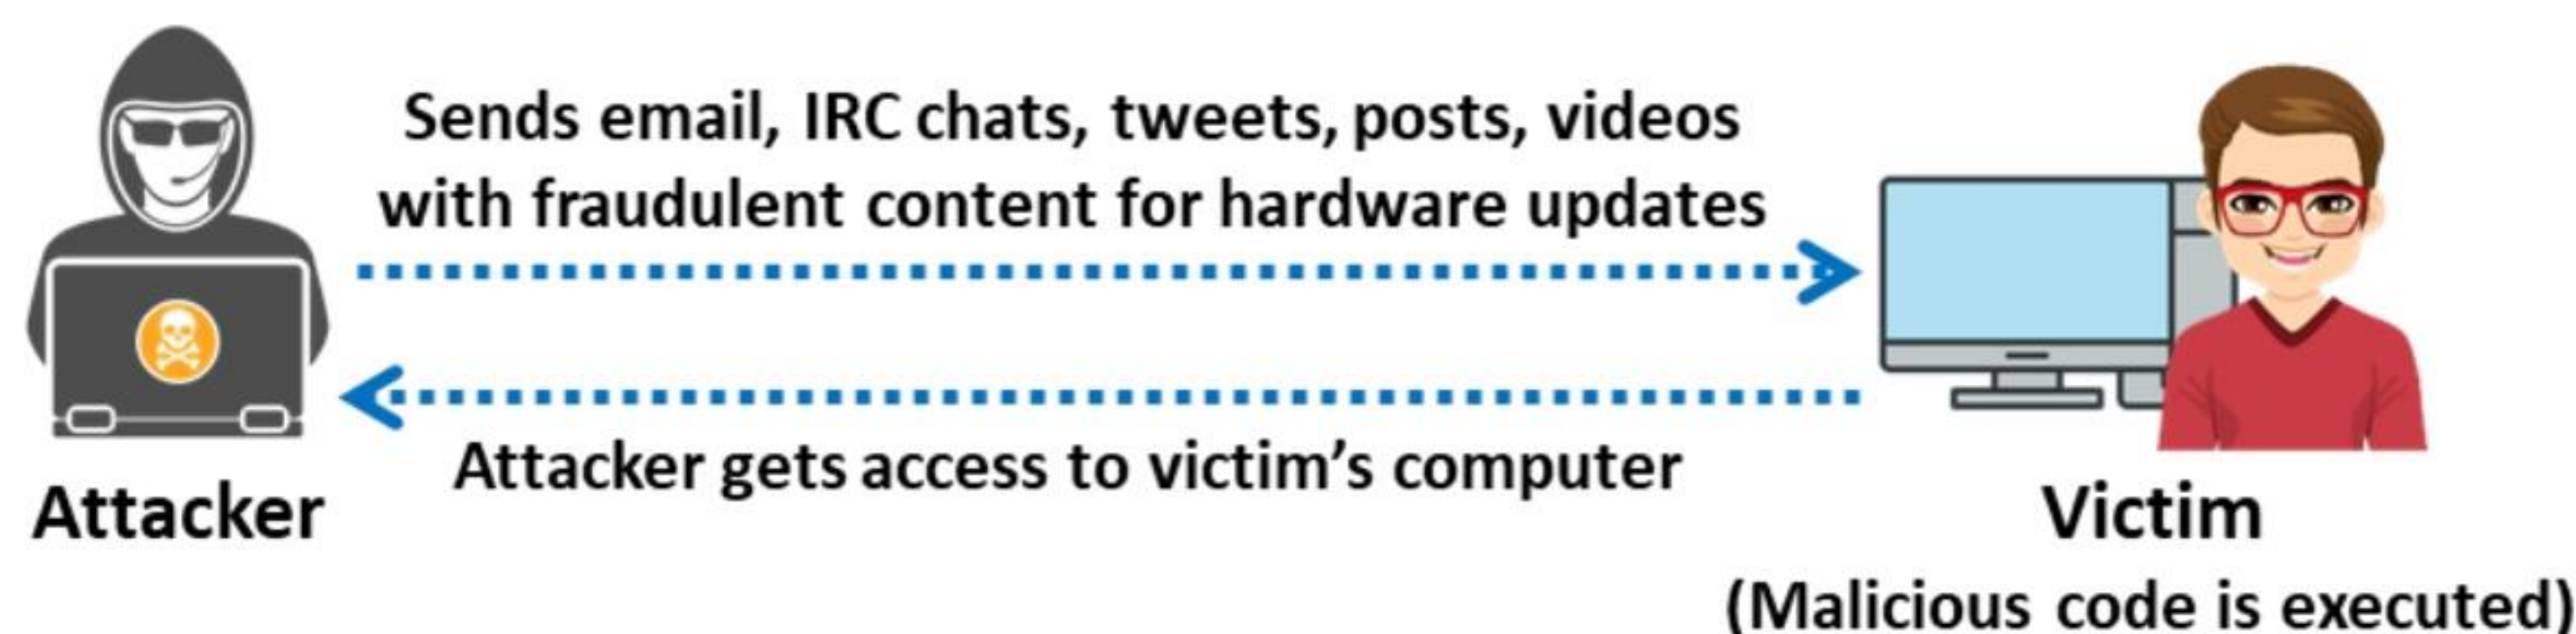 Sends email, IRC chats, tweets, posts, videos
with fraudulent content for hardware updates
Attacker gets access to victim's computer
Attacker
Victim
(Malicious code is executed)